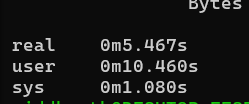 Bytes
real 0m5.467s
user 0m10.460s
sys 0m1.080s